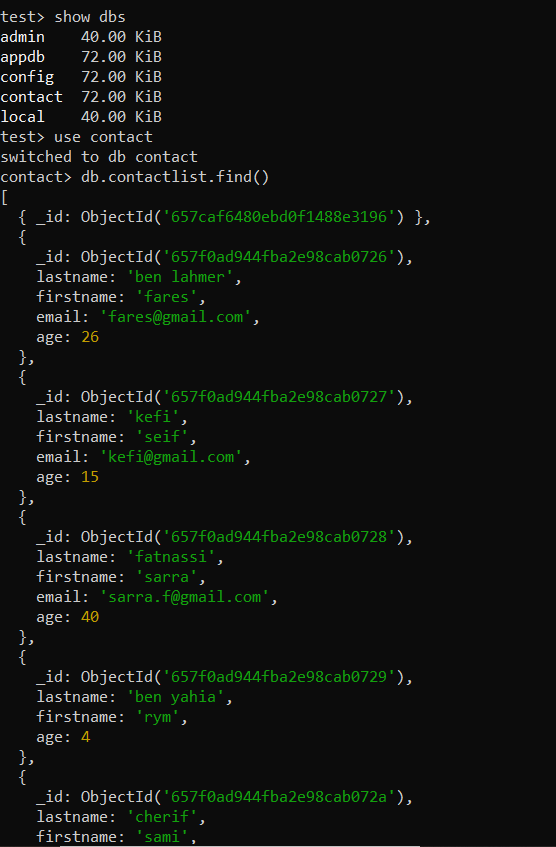 test> show dbs
admin    40.00 KiB
appdb    72.00 KiB
config   72.00 KiB
contact  72.00 KiB
local    40.00 KiB
test> use contact
switched to db contact
contact> db.contactlist.find()
[
  { _id: ObjectId('657caf6480ebd0f1488e3196') },
  {
    _id: ObjectId('657f0ad944fba2e98cab0726'),
    lastname: 'ben lahmer',
    firstname: 'fares',
    email: 'fares@gmail.com',
    age: 26
  },
  {
    _id: ObjectId('657f0ad944fba2e98cab0727'),
    lastname: 'kefi',
    firstname: 'seif',
    email: 'kefi@gmail.com',
    age: 15
  },
  {
    _id: ObjectId('657f0ad944fba2e98cab0728'),
    lastname: 'fatnassi',
    firstname: 'sarra',
    email: 'sarra.f@gmail.com',
    age: 40
  },
  {
    _id: ObjectId('657f0ad944fba2e98cab0729'),
    lastname: 'ben yahia',
    firstname: 'rym',
    age: 4
  },
  {
    _id: ObjectId('657f0ad944fba2e98cab072a'),
    lastname: 'cherif',
    firstname: 'sami',